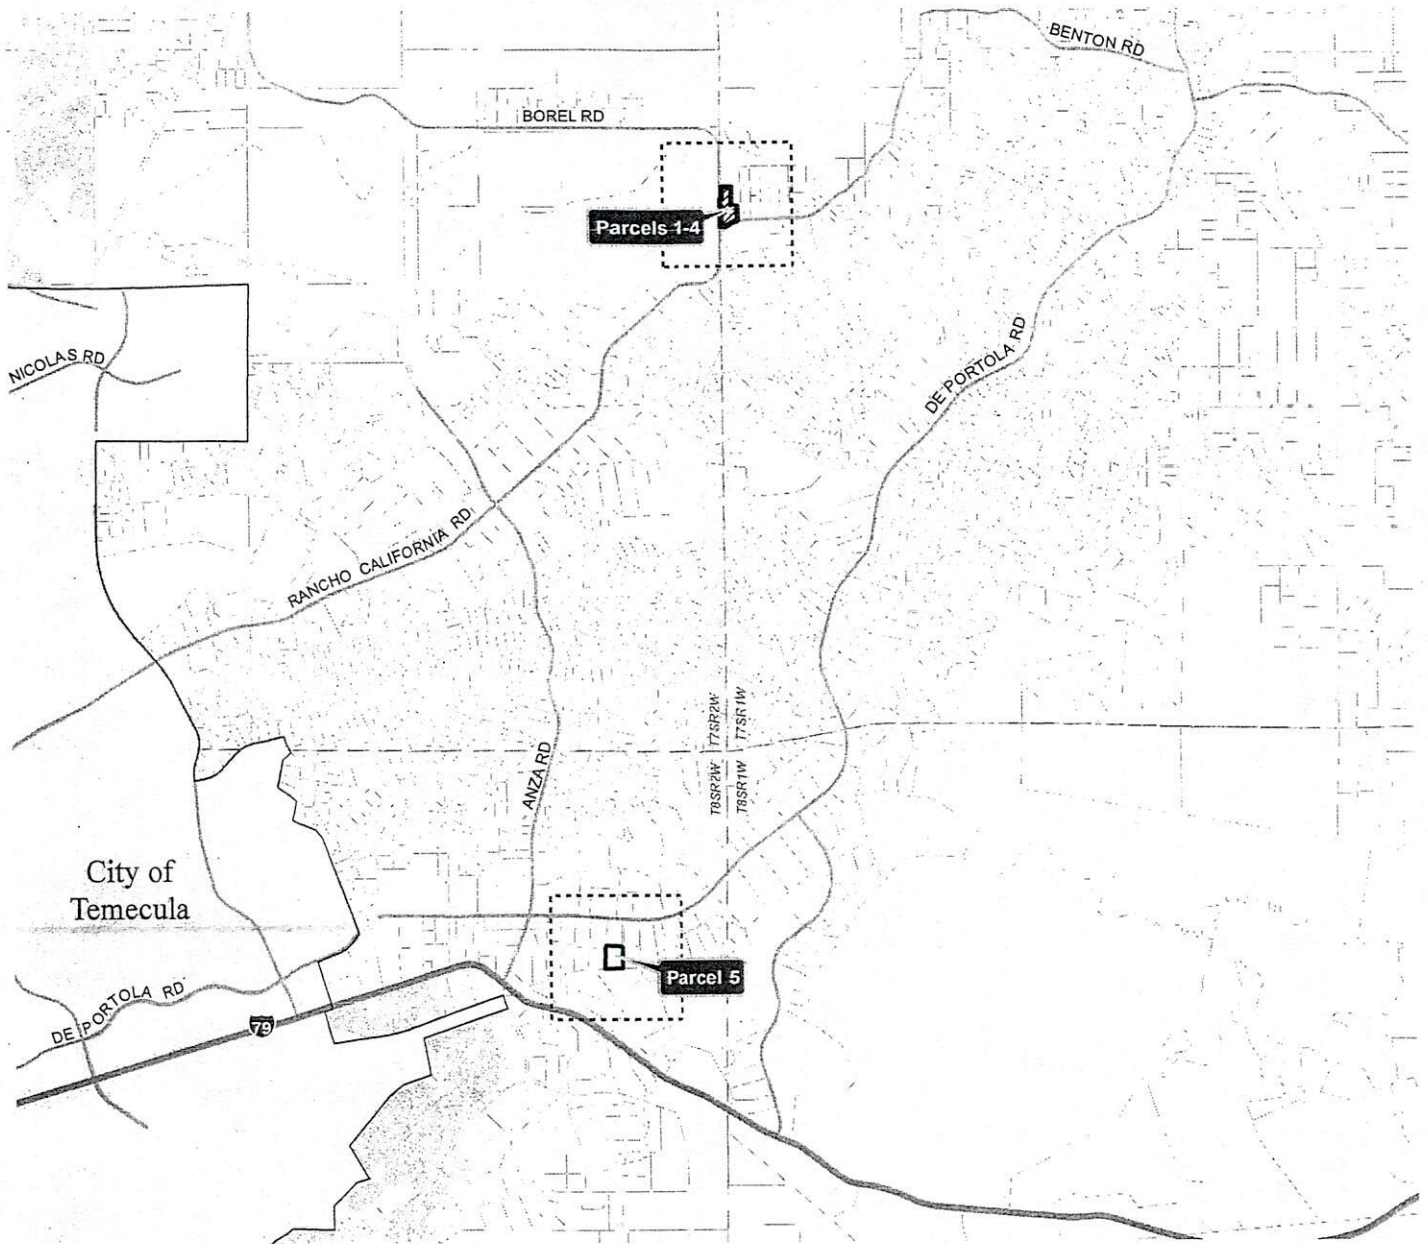 BENTON RD
BOREL RD
Parcels 1-4
NICOLAS RD
DE PORTOLA RD
RANCHO CALIFORNIA RD
T7SR2W
T7SR1W
T8SR2W
T8SR1W
ANZA RD
City of
Temecula
Parcel 5
DE PORTOLA RD
79